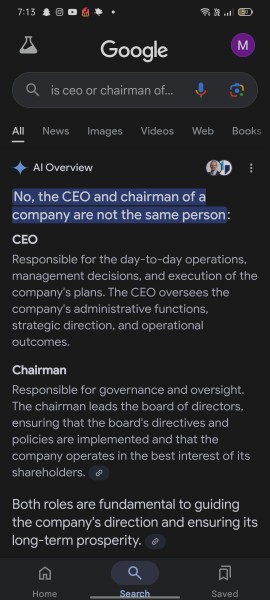 7:13
Google
M
is ceo or chairman of...
All News Images Videos Web Books
AI Overview
No, the CEO and chairman of a
company are not the same person:
CEO
Responsible for the day-to-day operations,
management decisions, and execution of the
company's plans. The CEO oversees the
company's administrative functions,
strategic direction, and operational
outcomes.
Chairman
Responsible for governance and oversight.
The chairman leads the board of directors,
ensuring that the board's directives and
policies are implemented and that the
company operates in the best interest of its
shareholders.
Both roles are fundamental to guiding
the company's direction and ensuring its
long-term prosperity.
Home Search Saved